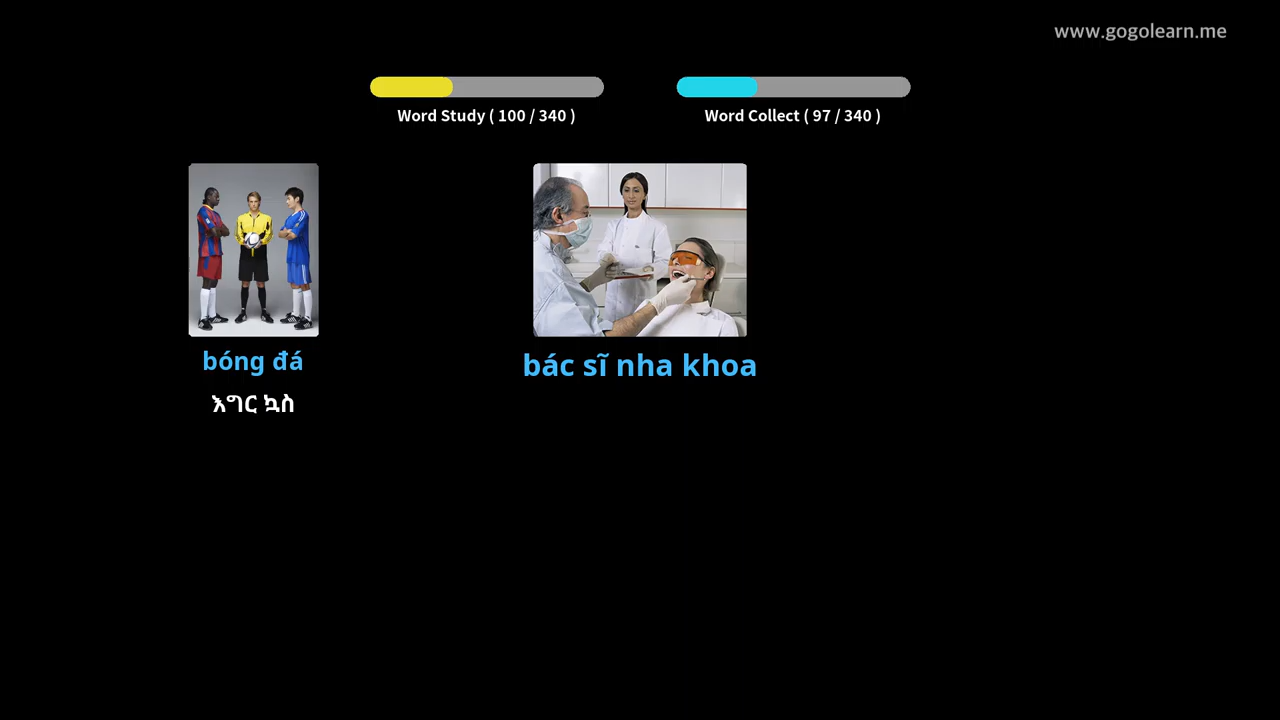 www.gogolearn.me
Word Study ( 100 / 340 )
Word Collect ( 97 / 340 )
bóng đá
እግር ኳስ
bác sĩ nha khoa